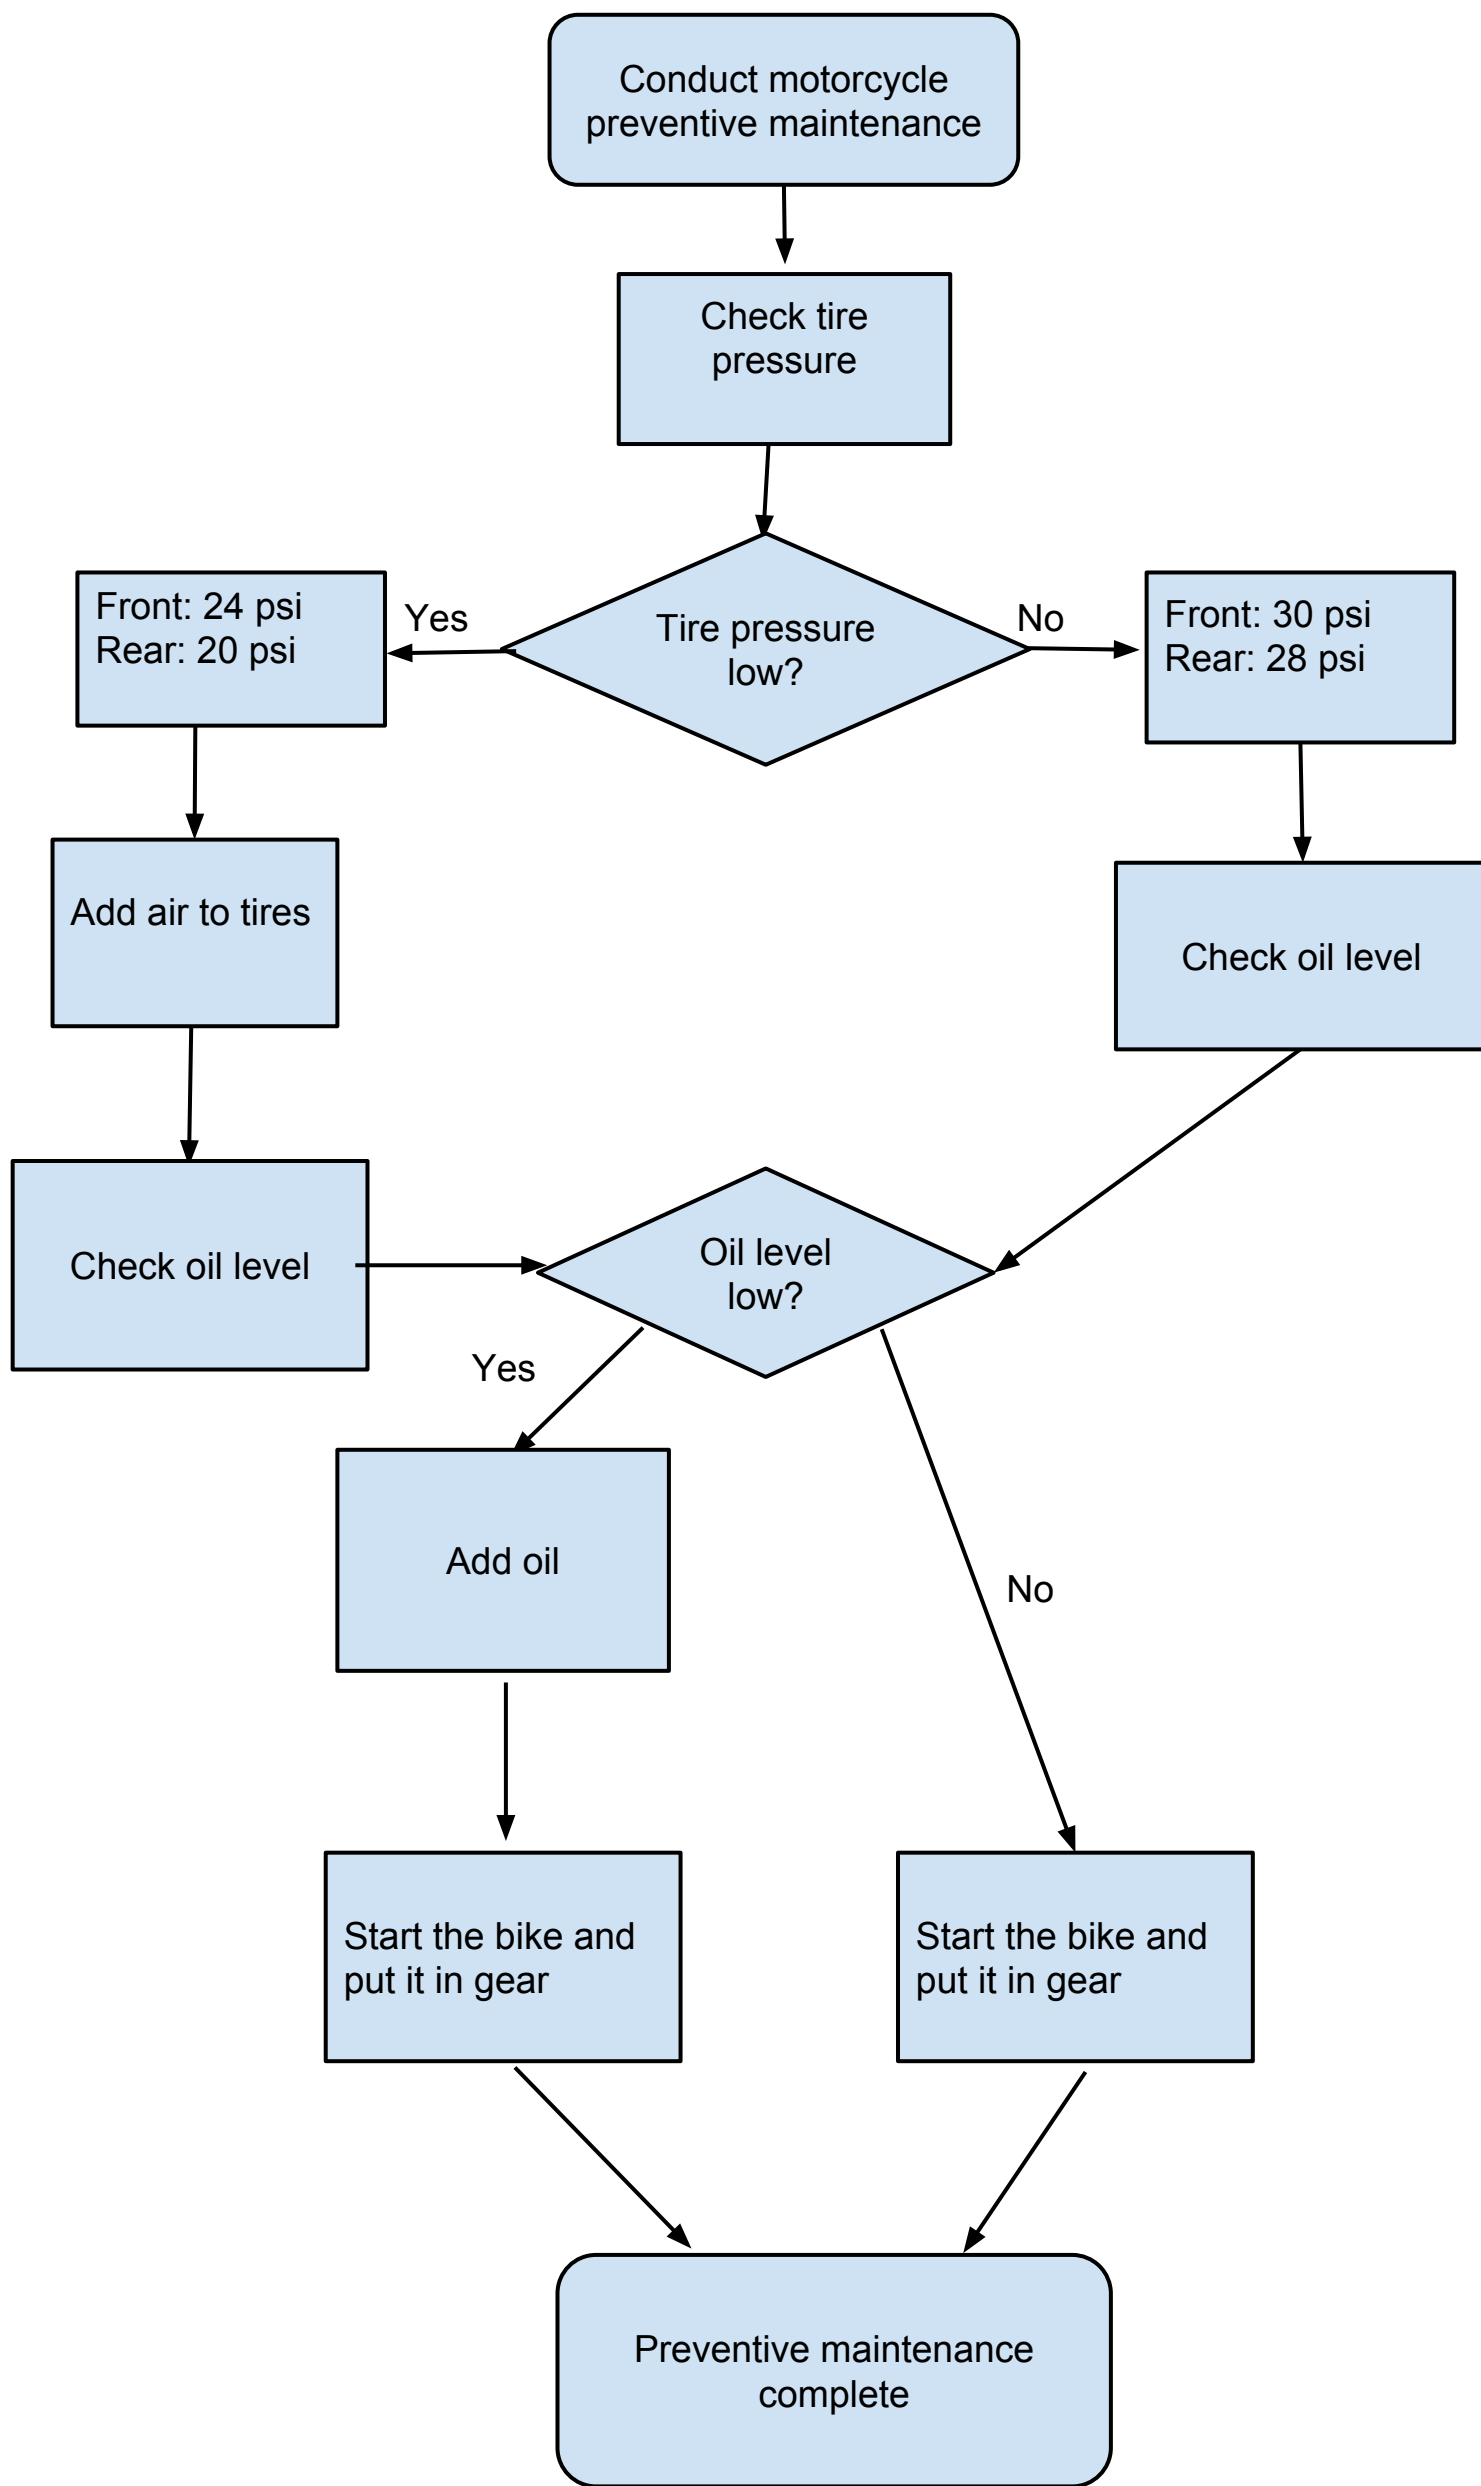 Conduct motorcycle
preventive maintenance
Check tire
pressure
Tire pressure
low?
Yes
No
Front: 24 psi
Rear: 20 psi
Front: 30 psi
Rear: 28 psi
Add air to tires
Check oil level
Check oil level
Oil level
low?
Yes
Add oil
No
Start the bike and
put it in gear
Start the bike and
put it in gear
Preventive maintenance
complete